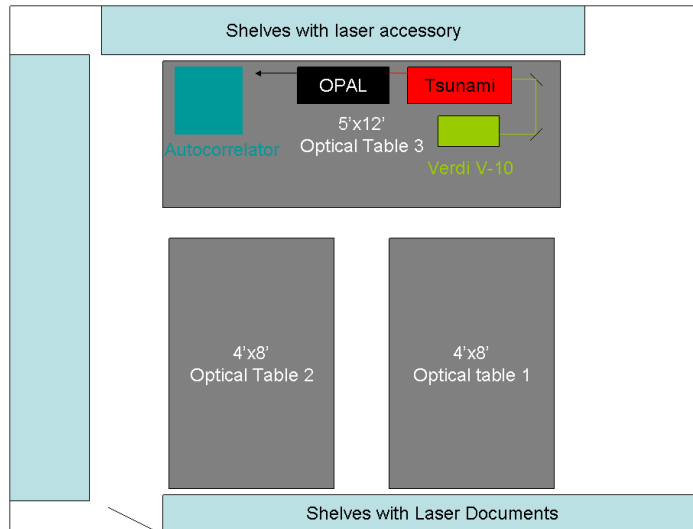 Shelves with laser accessory
OPAL
Tsunami
5’x12’
Optical Table 3
Autocorrelator
Verdi V-10
4’x8’
Optical Table 2
4’x8’
Optical table 1
Shelves with Laser Documents